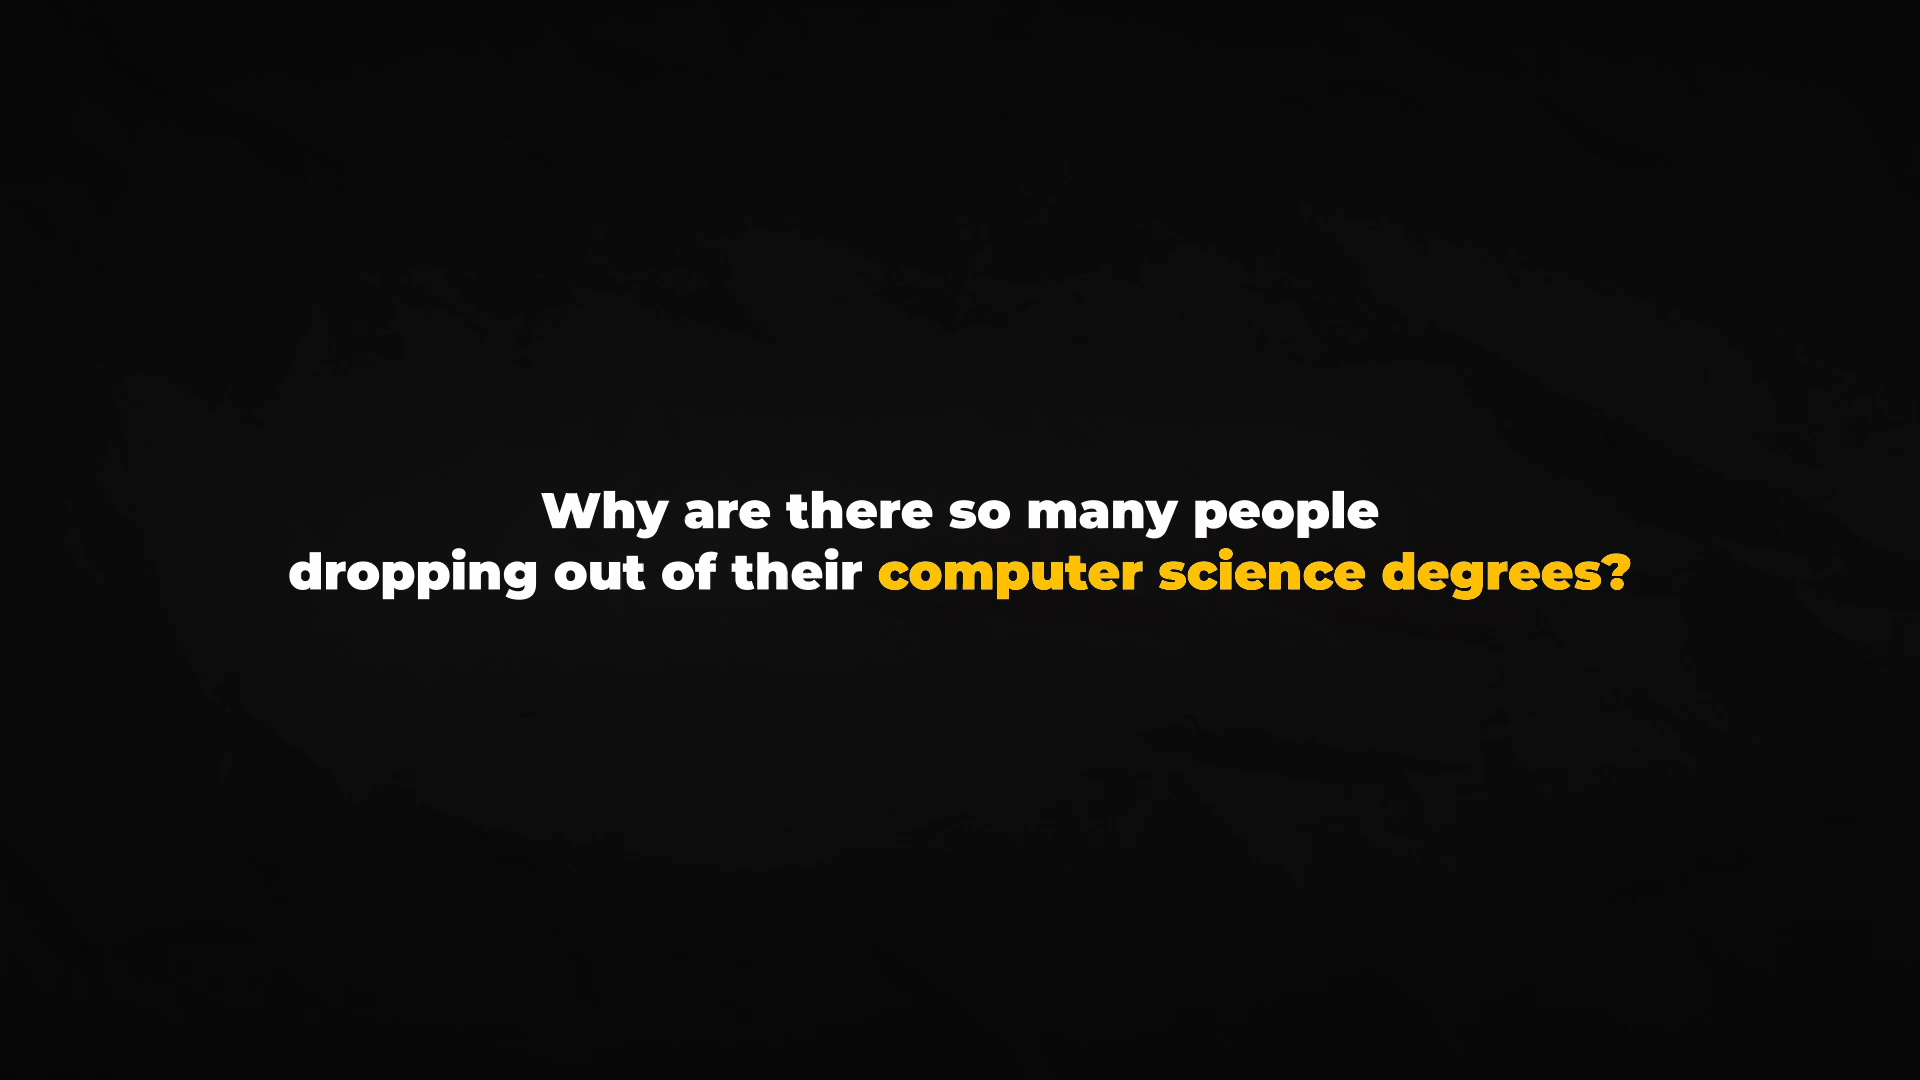 Why are there so many people
dropping out of their computer science degrees?